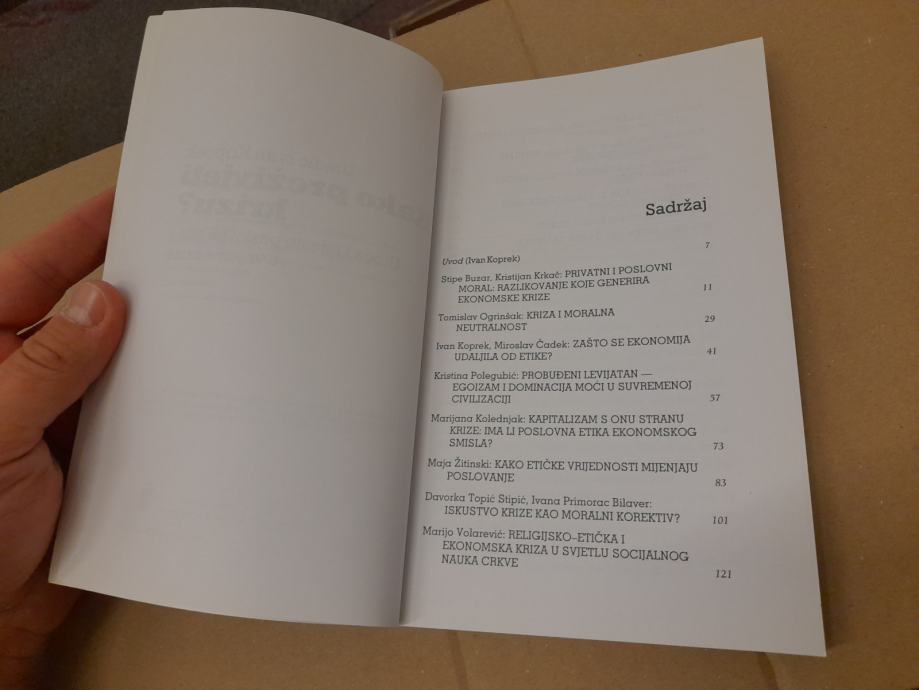 Sadržaj
Uvod (Ivan Koprek) 7
Stipe Buzar, Kristijan Krkač: PRIVATNI I POSLOVNI
MORAL: RAZLIKOVANJE KOJE GENERIRA
EKONOMSKE KRIZE 11
Tomislav Ogrinšak: KRIZA I MORALNA
NEUTRALNOST 29
Ivan Koprek, Miroslav Čadek: ZAŠTO SE EKONOMIJA
UDALJILA OD ETIKE? 41
Kristina Polegubić: PROBUĐENI LEVIJATAN —
EGOIZAM I DOMINACIJA MOĆI U SUVREMENOJ
CIVILIZACIJI 57
Marijana Kolednjak: KAPITALIZAM S ONU STRANU
KRIZE: IMA LI POSLOVNA ETIKA EKONOMSKOG
SMISLA? 73
Maja Žitinski: KAKO ETIČKE VRIJEDNOSTI MIJENJAJU
POSLOVANJE 83
Davorka Topić Stipić, Ivana Primorac Bilaver:
ISKUSTVO KRIZE KAO MORALNI KOREKTIV? 101
Marijo Volarević: RELIGIJSKO–ETIČKA I
EKONOMSKA KRIZA U SVJETLU SOCIJALNOG
NAUKA CRKVE 121